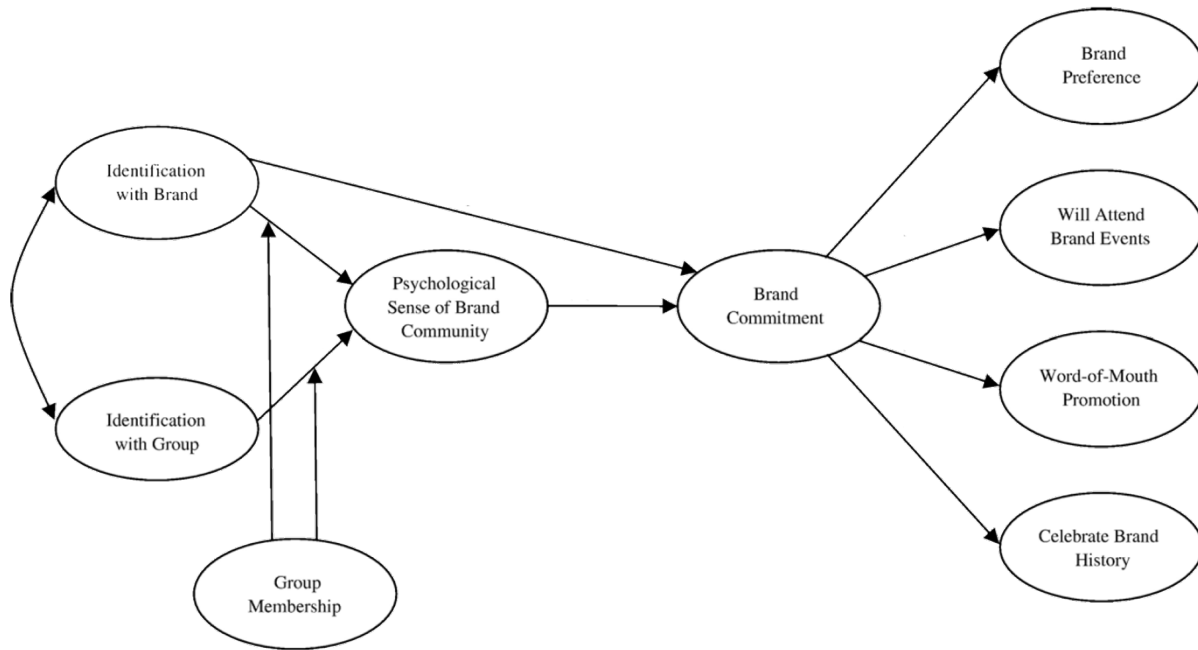 Brand
Preference
Identification
with Brand
Will Attend
Brand Events
Psychological
Sense of Brand
Community
Brand
Commitment
Word-of-Mouth
Promotion
Identification
with Group
Celebrate Brand
History
Group
Membership